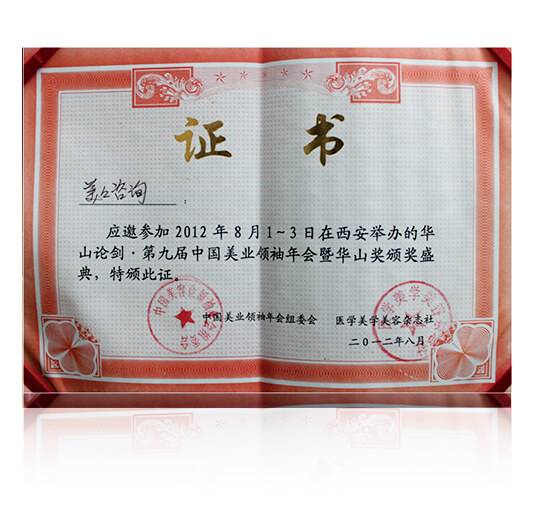 证 书
美々咨询：
应邀参加 2012 年 8 月 1~3 日在西安举办的华
山论剑·第九届中国美业领袖年会暨华山奖颁奖盛
典，特颁此证。
中国美业领袖年会组委会 医学美学美容杂志社
二〇一二年八月